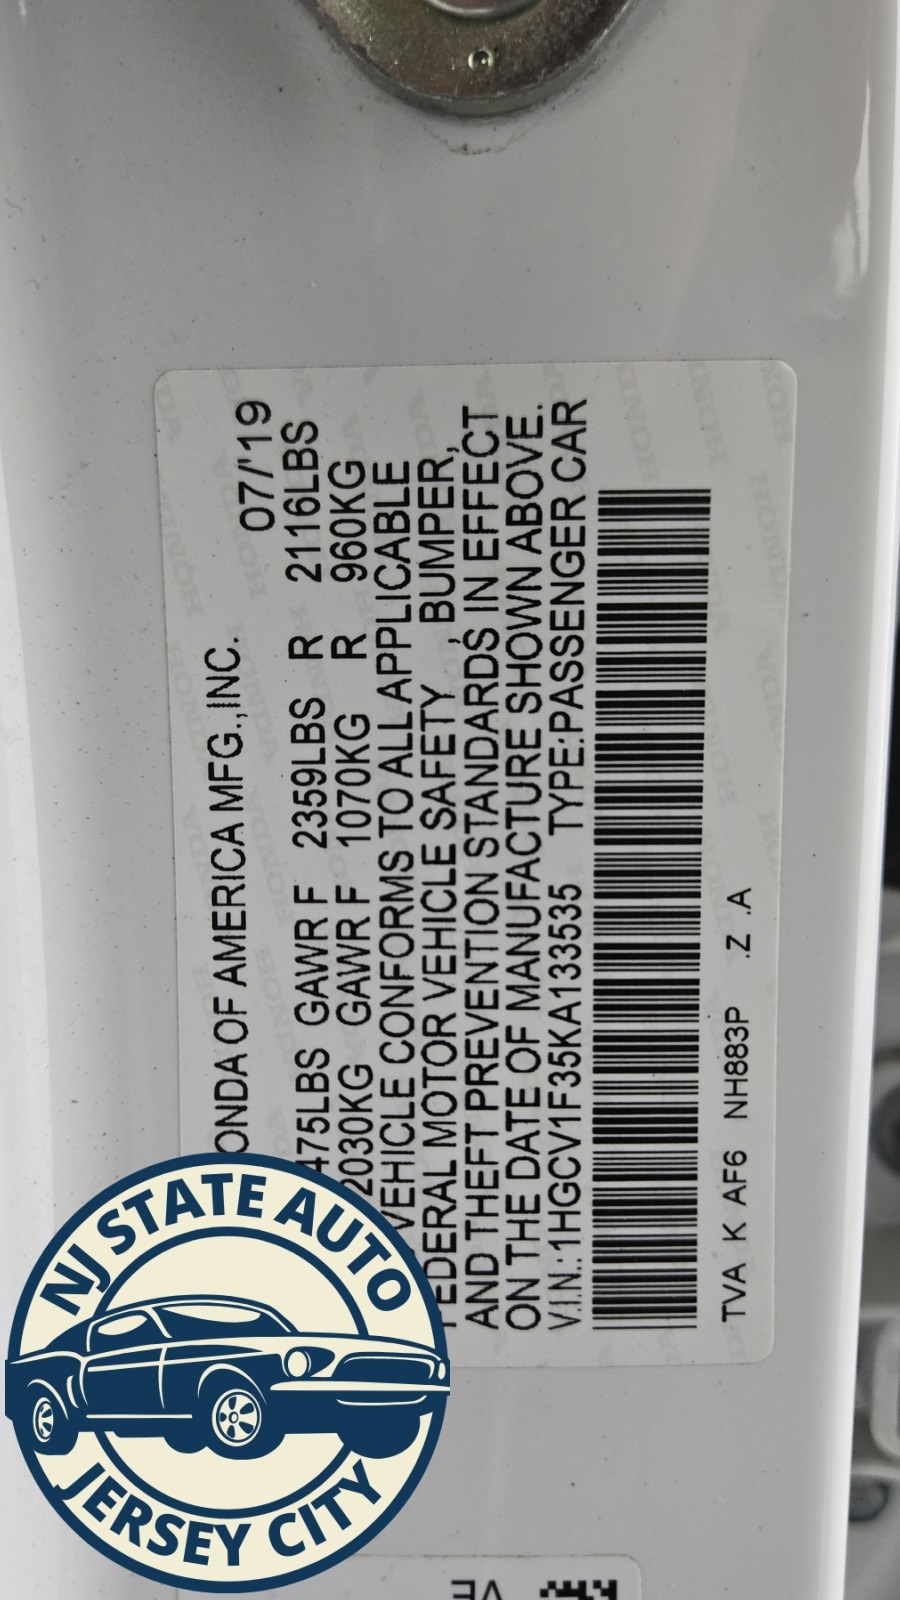 ONDA OF AMERICA MFG.,INC. 07/'19
475LBS GAWR F 2359LBS R 2116LBS
2030KG GAWR F 1070KG R 960KG
VEHICLE CONFORMS TO ALL APPLICABLE
FEDERAL MOTOR VEHICLE SAFETY , BUMPER,
AND THEFT PREVENTION STANDARDS IN EFFECT
ON THE DATE OF MANUFACTURE SHOWN ABOVE.
V.I.N.:1HGCV1F35KA133535 TYPE:PASSENGER CAR
TVA K AF6 NH883P .Z .A
NJ STATE AUTO
JERSEY CITY
VE